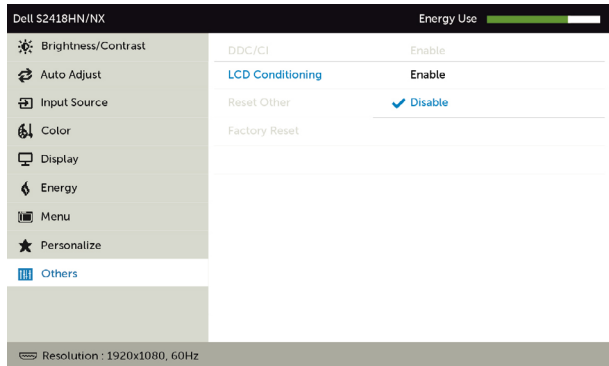 Dell S2418HN/NX Energy Use
Brightness/Contrast
DDC/CI Enable
Auto Adjust
LCD Conditioning Enable
Input Source
Reset Other Disable
Color
Factory Reset
Display
Energy
Menu
Personalize
Others
Resolution : 1920x1080, 60Hz